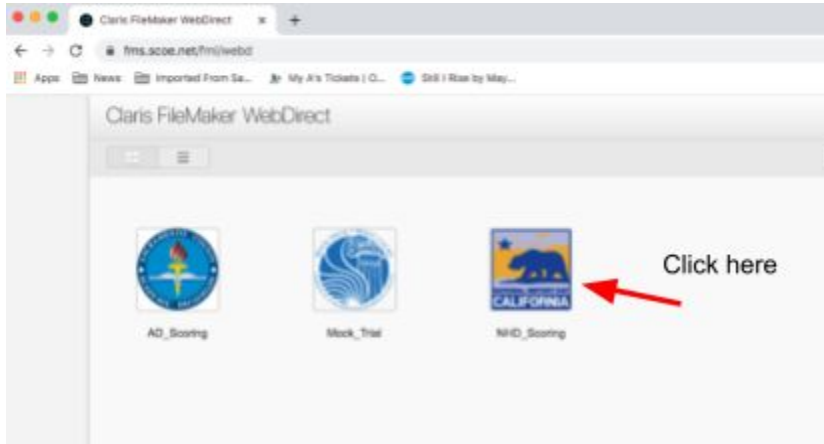 Claris FileMaker WebDirect
fms.scoe.net/fmi/webd
Apps News Imported From Sa... My A's Tickets | O... Still I Rise by May...
Claris FileMaker WebDirect
Click here
CALIFORNIA
AD_Scoring Mock_Trial NHD_Scoring